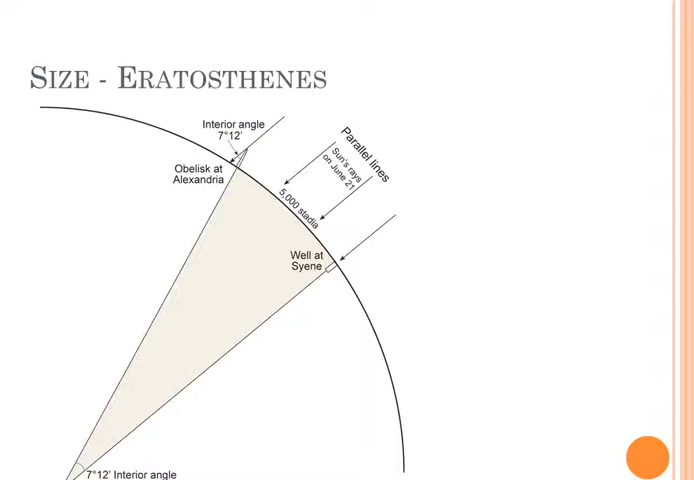 SIZE - ERATOSTHENES
Interior angle
7°12'
Obelisk at
Alexandria
Parallel lines
Sun's rays
on June 21
5,000 stadia
Well at
Syene
7°12' Interior angle